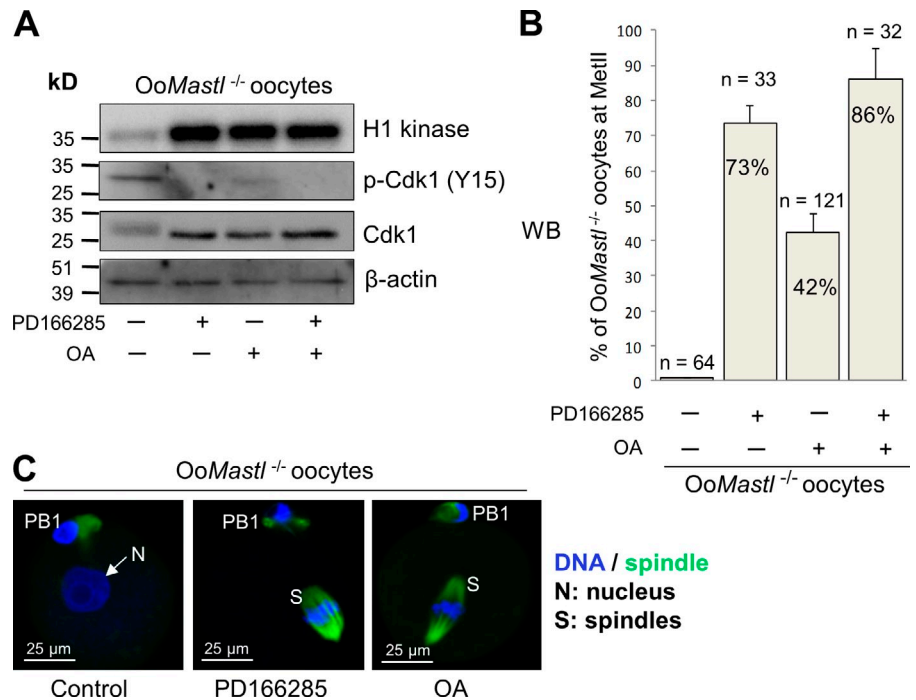 A
kD
OoMastl -/- oocytes
35
H1 kinase
35
25
p-Cdk1 (Y15)
35
25
Cdk1
51
39
β-actin
WB
PD166285 — + — +
OA — — + +
B
% of OoMastl -/- oocytes at MetII
100
90
80
70
60
50
40
30
20
10
0
n = 64
n = 33
73%
n = 121
42%
n = 32
86%
PD166285 — + — +
OA — — + +
OoMastl -/- oocytes
C
OoMastl -/- oocytes
PB1
N
25 µm
Control
PB1
S
25 µm
PD166285
PB1
S
25 µm
OA
DNA / spindle
N: nucleus
S: spindles